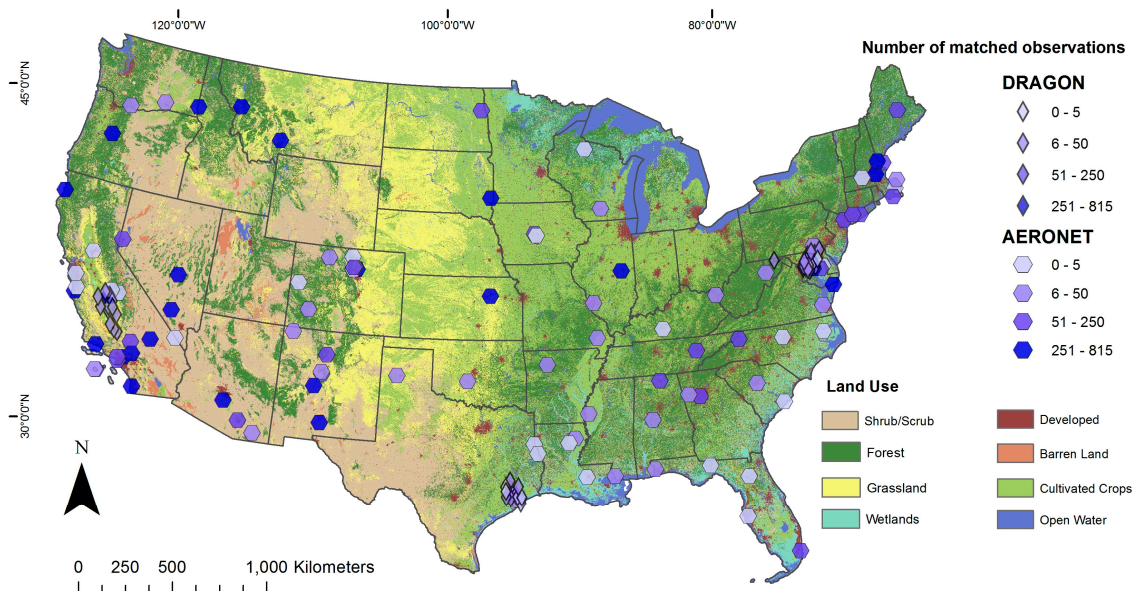 120°0'0"W
1000°0'0"W
80°0'0"W
45°0'0"N
30°0'0"N
Number of matched observations
DRAGON
0 - 5
6 - 50
51 - 250
251 - 815
AERONET
0 - 5
6 - 50
51 - 250
251 - 815
Land Use
Shrub/Scrub
Forest
Grassland
Wetlands
Developed
Barren Land
Cultivated Crops
Open Water
N
0 250 500 1,000 Kilometers